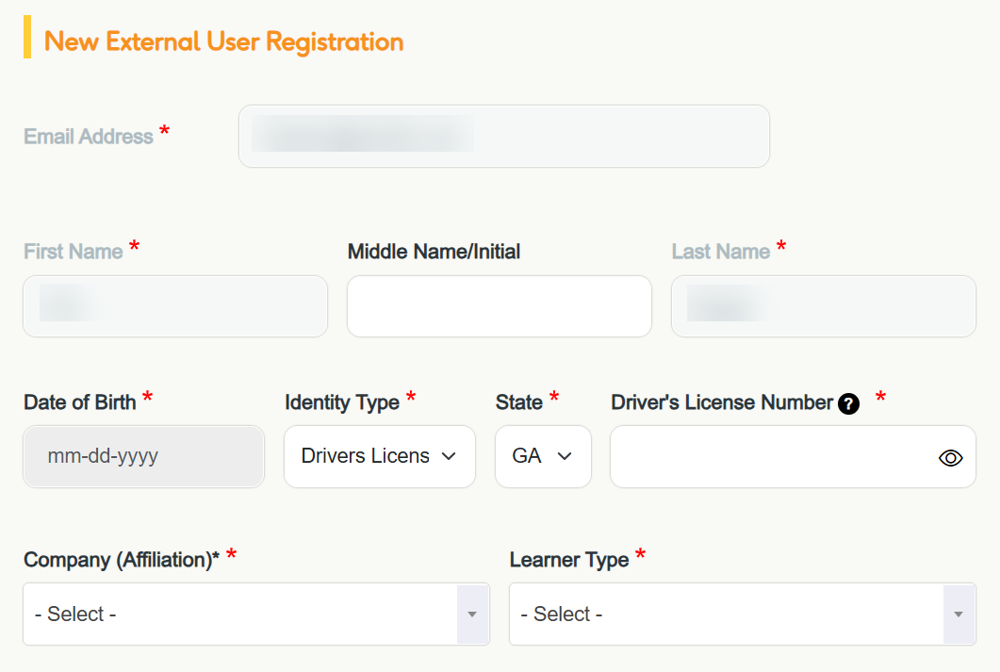 New External User Registration
Email Address *
First Name * Middle Name/Initial Last Name *
Date of Birth * Identity Type * State * Driver's License Number ? *
mm-dd-yyyy Drivers Licens GA
Company (Affiliation)* * Learner Type *
- Select - - Select -